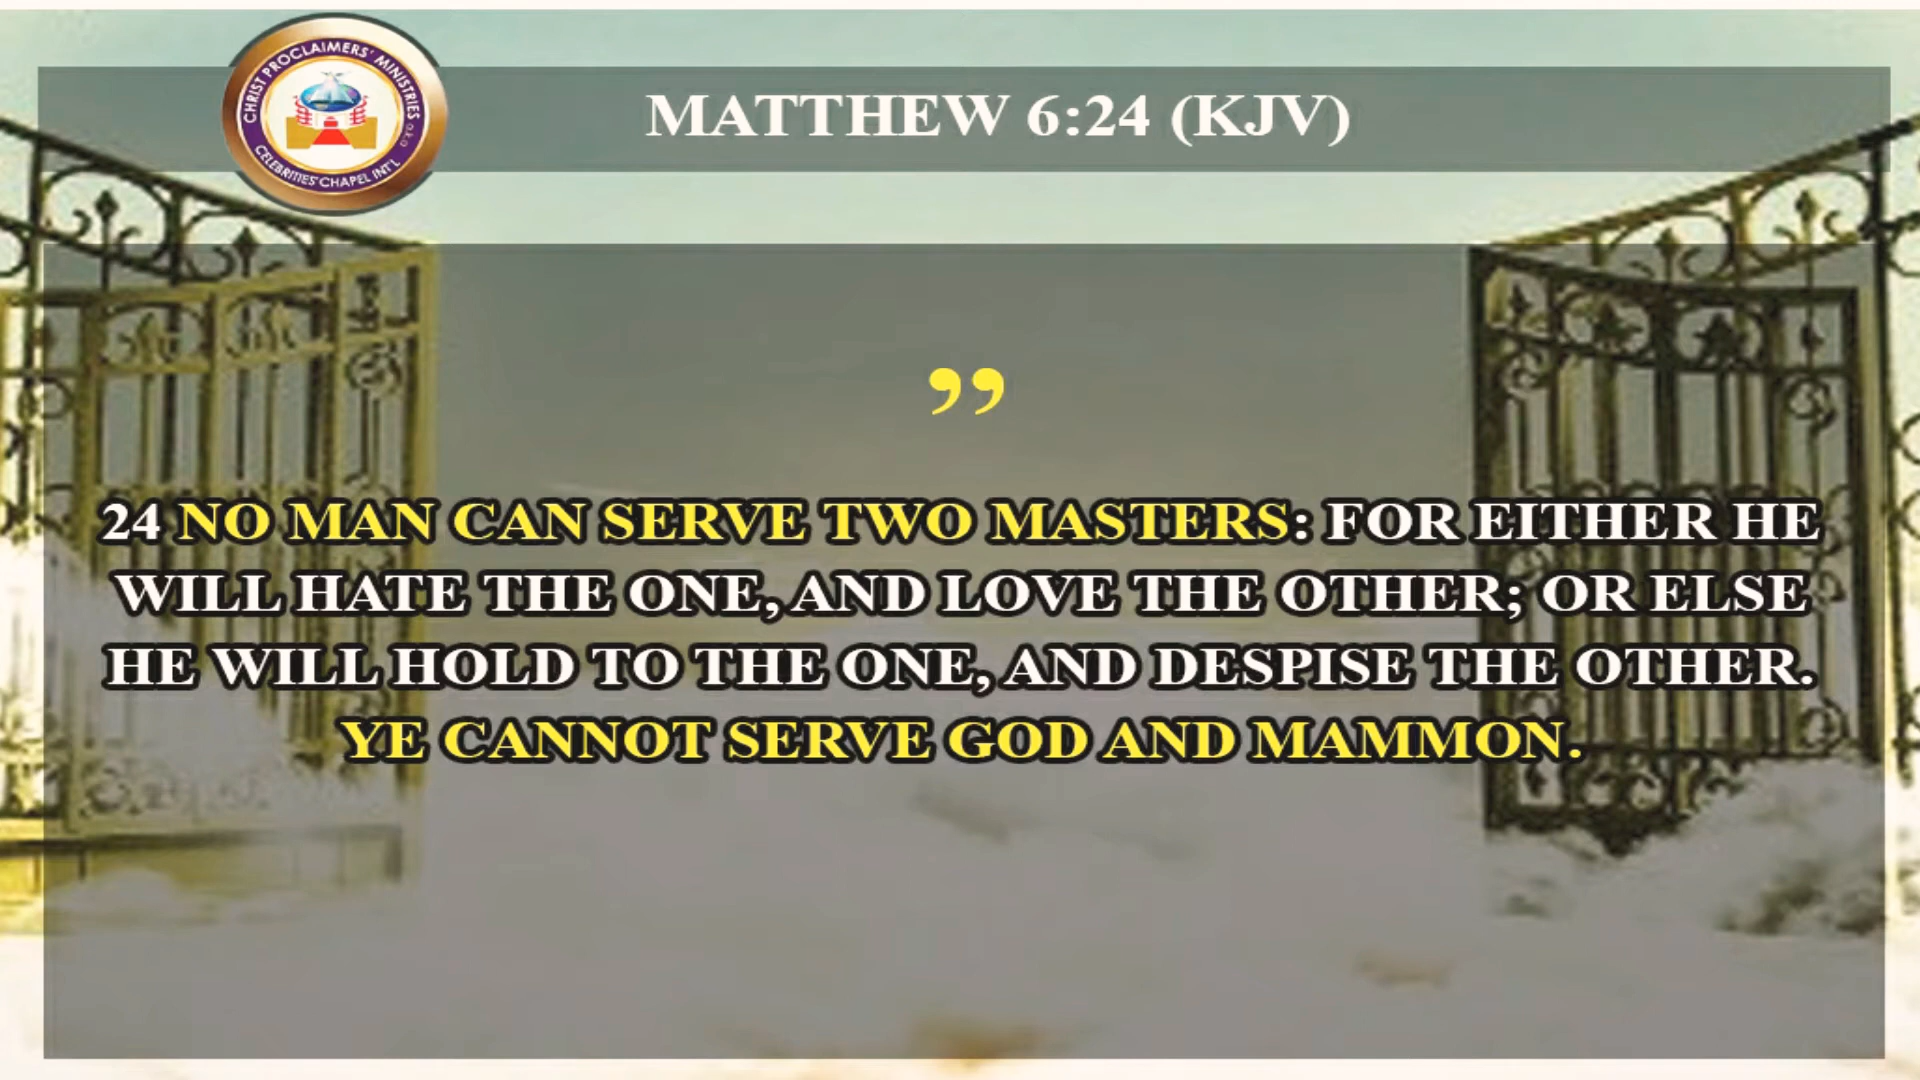 CHRIST PROCLAIMERS' MINISTRIES
CELEBRITIES' CHAPEL INT'L
MATTHEW 6:24 (KJV)
”
24 NO MAN CAN SERVE TWO MASTERS: FOR EITHER HE
WILL HATE THE ONE, AND LOVE THE OTHER; OR ELSE
HE WILL HOLD TO THE ONE, AND DESPISE THE OTHER.
YE CANNOT SERVE GOD AND MAMMON.